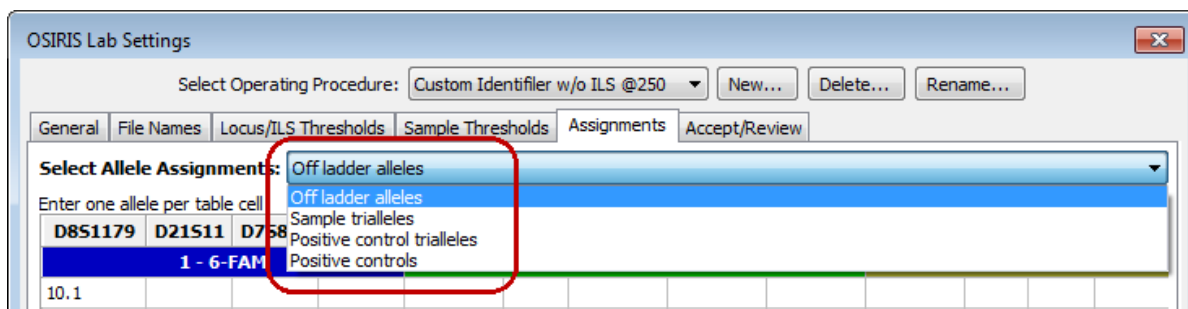 OSIRIS Lab Settings
Select Operating Procedure: Custom Identifiler w/o ILS @250 New... Delete... Rename...
General File Names Locus/ILS Thresholds Sample Thresholds Assignments Accept/Review
Select Allele Assignments: Off ladder alleles
Off ladder alleles
Enter one allele per table cell
Sample trialleles
D8S1179 D21S11 D7S8
Positive control trialleles
1 - 6-FAM
Positive controls
10.1